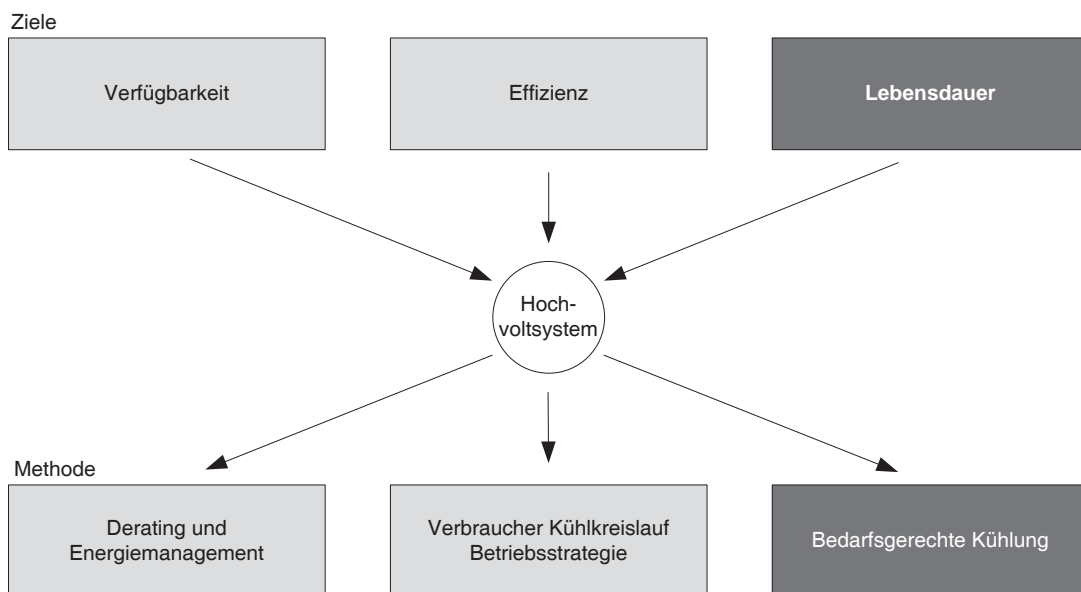 Ziele
Verfügbarkeit
Effizienz
Lebensdauer
Hoch-
voltsystem
Methode
Derating und
Energiemanagement
Verbraucher Kühlkreislauf
Betriebsstrategie
Bedarfsgerechte Kühlung